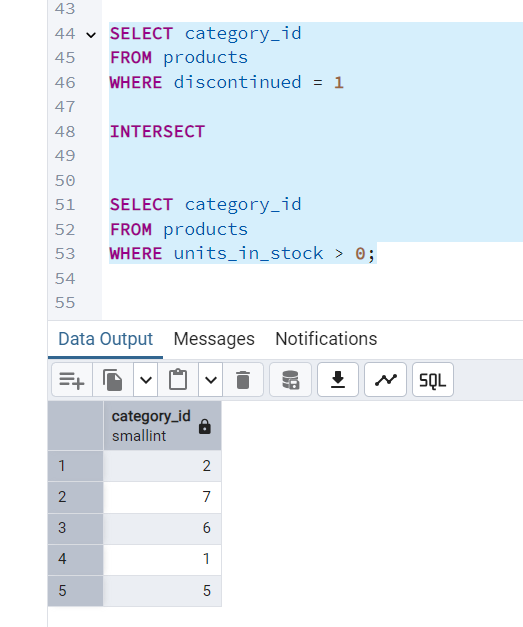 43
44 SELECT category_id
45 FROM products
46 WHERE discontinued = 1
47
48 INTERSECT
49
50
51 SELECT category_id
52 FROM products
53 WHERE units_in_stock > 0;
54
55
Data Output Messages Notifications
SQL
category_id
smallint
1 2
2 7
3 6
4 1
5 5